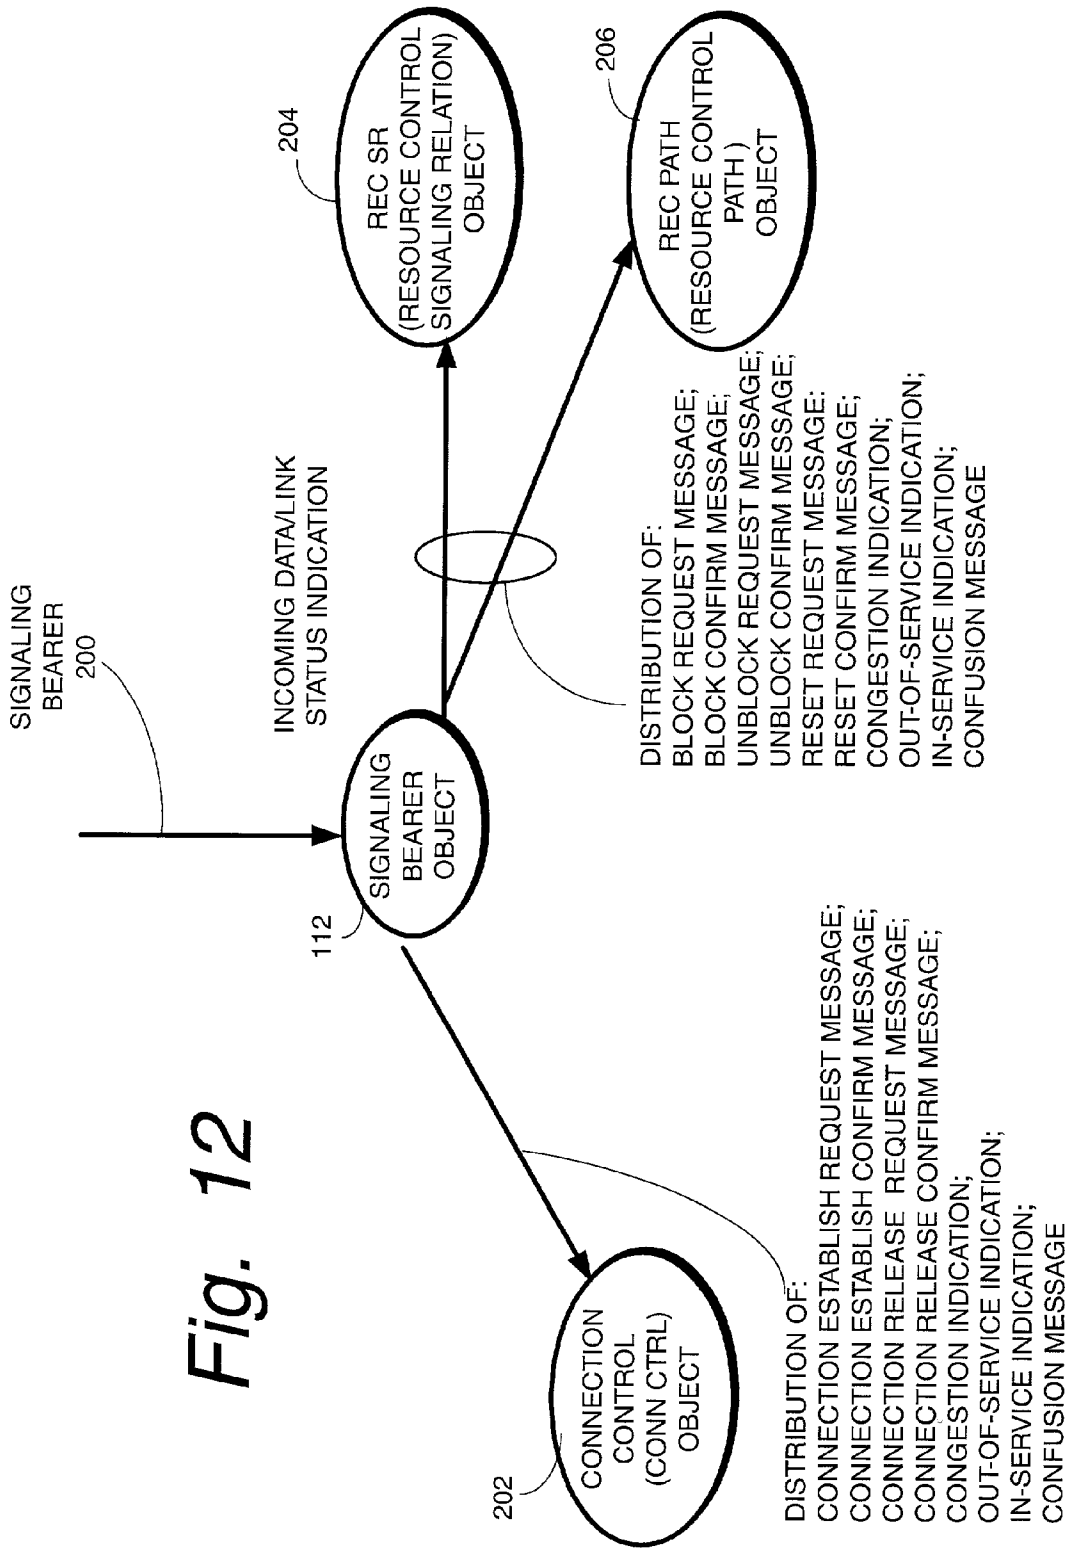 Fig. 12
SIGNALING
BEARER
200
INCOMING DATA/LINK
STATUS INDICATION
112
SIGNALING
BEARER
OBJECT
204
REC SR
(RESOURCE CONTROL
SIGNALING RELATION)
OBJECT
206
REC PATH
(RESOURCE CONTROL
PATH )
OBJECT
202
CONNECTION
CONTROL
(CONN CTRL)
OBJECT
DISTRIBUTION OF:
BLOCK REQUEST MESSAGE;
BLOCK CONFIRM MESSAGE;
UNBLOCK REQUEST MESSAGE;
UNBLOCK CONFIRM MESSAGE;
RESET REQUEST MESSAGE:
RESET CONFIRM MESSAGE;
CONGESTION INDICATION;
OUT-OF-SERVICE INDICATION;
IN-SERVICE INDICATION;
CONFUSION MESSAGE
DISTRIBUTION OF:
CONNECTION ESTABLISH REQUEST MESSAGE;
CONNECTION ESTABLISH CONFIRM MESSAGE;
CONNECTION RELEASE REQUEST MESSAGE;
CONNECTION RELEASE CONFIRM MESSAGE;
CONGESTION INDICATION;
OUT-OF-SERVICE INDICATION;
IN-SERVICE INDICATION;
CONFUSION MESSAGE